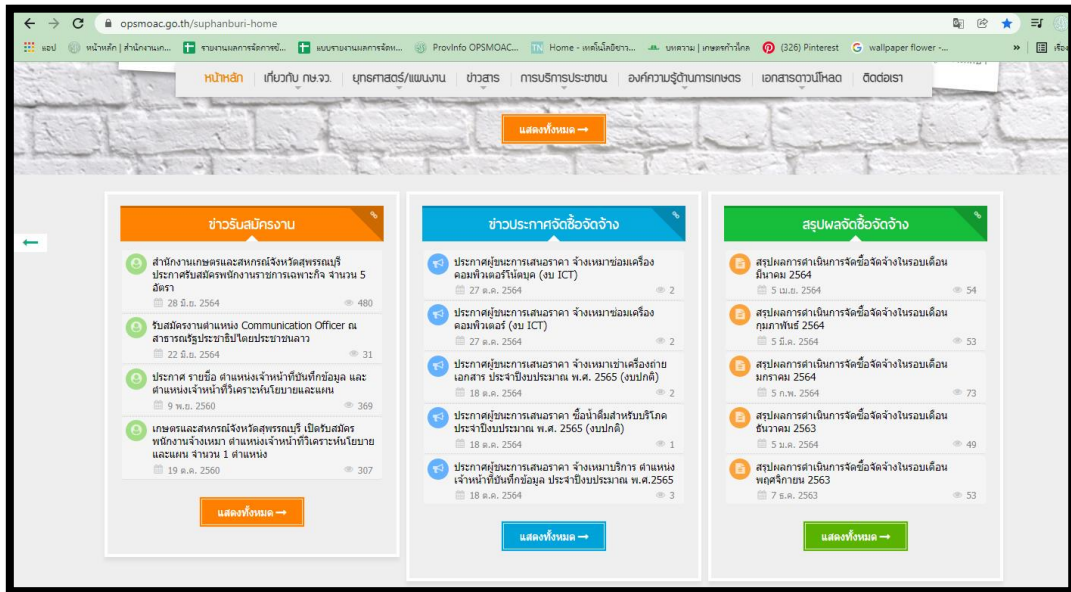 opsmoac.go.th/suphanburi-home
แอป
หน้าหลัก | สำนักงานเก...
รายงานผลการจัดการข้...
แบบรายงานผลการจัดห...
ProvInfo OPSMOAC...
Home - เทคโนโลยีชาว...
บทความ | เกษตรก้าวไกล
(326) Pinterest
wallpaper flower -...
หน้าหลัก
เกี่ยวกับ กษ.จว.
ยุทธศาสตร์/แผนงาน
ข่าวสาร
การบริการประชาชน
องค์ความรู้ด้านการเกษตร
เอกสารดาวน์โหลด
ติดต่อเรา
แสดงทั้งหมด →
ข่าวรับสมัครงาน
สำนักงานเกษตรและสหกรณ์จังหวัดสุพรรณบุรี
ประกาศรับสมัครพนักงานราชการเฉพาะกิจ จำนวน 5
อัตรา
28 มิ.ย. 2564 480
รับสมัครงานตำแหน่ง Communication Officer ณ
สาธารณรัฐประชาธิปไตยประชาชนลาว
22 มิ.ย. 2564 31
ประกาศ รายชื่อ ตำแหน่งเจ้าหน้าที่บันทึกข้อมูล และ
ตำแหน่งเจ้าหน้าที่วิเคราะห์นโยบายและแผน
9 พ.ย. 2560 369
เกษตรและสหกรณ์จังหวัดสุพรรณบุรี เปิดรับสมัคร
พนักงานจ้างเหมา ตำแหน่งเจ้าหน้าที่วิเคราะห์นโยบาย
และแผน จำนวน 1 ตำแหน่ง
19 ต.ค. 2560 307
แสดงทั้งหมด →
ข่าวประกาศจัดซื้อจัดจ้าง
ประกาศผู้ชนะการเสนอราคา จ้างเหมาซ่อมเครื่อง
คอมพิวเตอร์โน้ตบุค (งบ ICT)
27 ต.ค. 2564 2
ประกาศผู้ชนะการเสนอราคา จ้างเหมาซ่อมเครื่อง
คอมพิวเตอร์ (งบ ICT)
27 ต.ค. 2564 2
ประกาศผู้ชนะการเสนอราคา จ้างเหมาเช่าเครื่องถ่าย
เอกสาร ประจำปีงบประมาณ พ.ศ. 2565 (งบปกติ)
18 ต.ค. 2564 2
ประกาศผู้ชนะการเสนอราคา ซื้อน้ำดื่มสำหรับบริโภค
ประจำปีงบประมาณ พ.ศ. 2565 (งบปกติ)
18 ต.ค. 2564 1
ประกาศผู้ชนะการเสนอราคา จ้างเหมาบริการ ตำแหน่ง
เจ้าหน้าที่บันทึกข้อมูล ประจำปีงบประมาณ พ.ศ.2565
18 ต.ค. 2564 3
แสดงทั้งหมด →
สรุปผลจัดซื้อจัดจ้าง
สรุปผลการดำเนินการจัดซื้อจัดจ้างในรอบเดือน
มีนาคม 2564
5 เม.ย. 2564 54
สรุปผลการดำเนินการจัดซื้อจัดจ้างในรอบเดือน
กุมภาพันธ์ 2564
5 มี.ค. 2564 53
สรุปผลการดำเนินการจัดซื้อจัดจ้างในรอบเดือน
มกราคม 2564
5 ก.พ. 2564 73
สรุปผลการดำเนินการจัดซื้อจัดจ้างในรอบเดือน
ธันวาคม 2563
5 ม.ค. 2564 49
สรุปผลการดำเนินการจัดซื้อจัดจ้างในรอบเดือน
พฤศจิกายน 2563
7 ธ.ค. 2563 53
แสดงทั้งหมด →